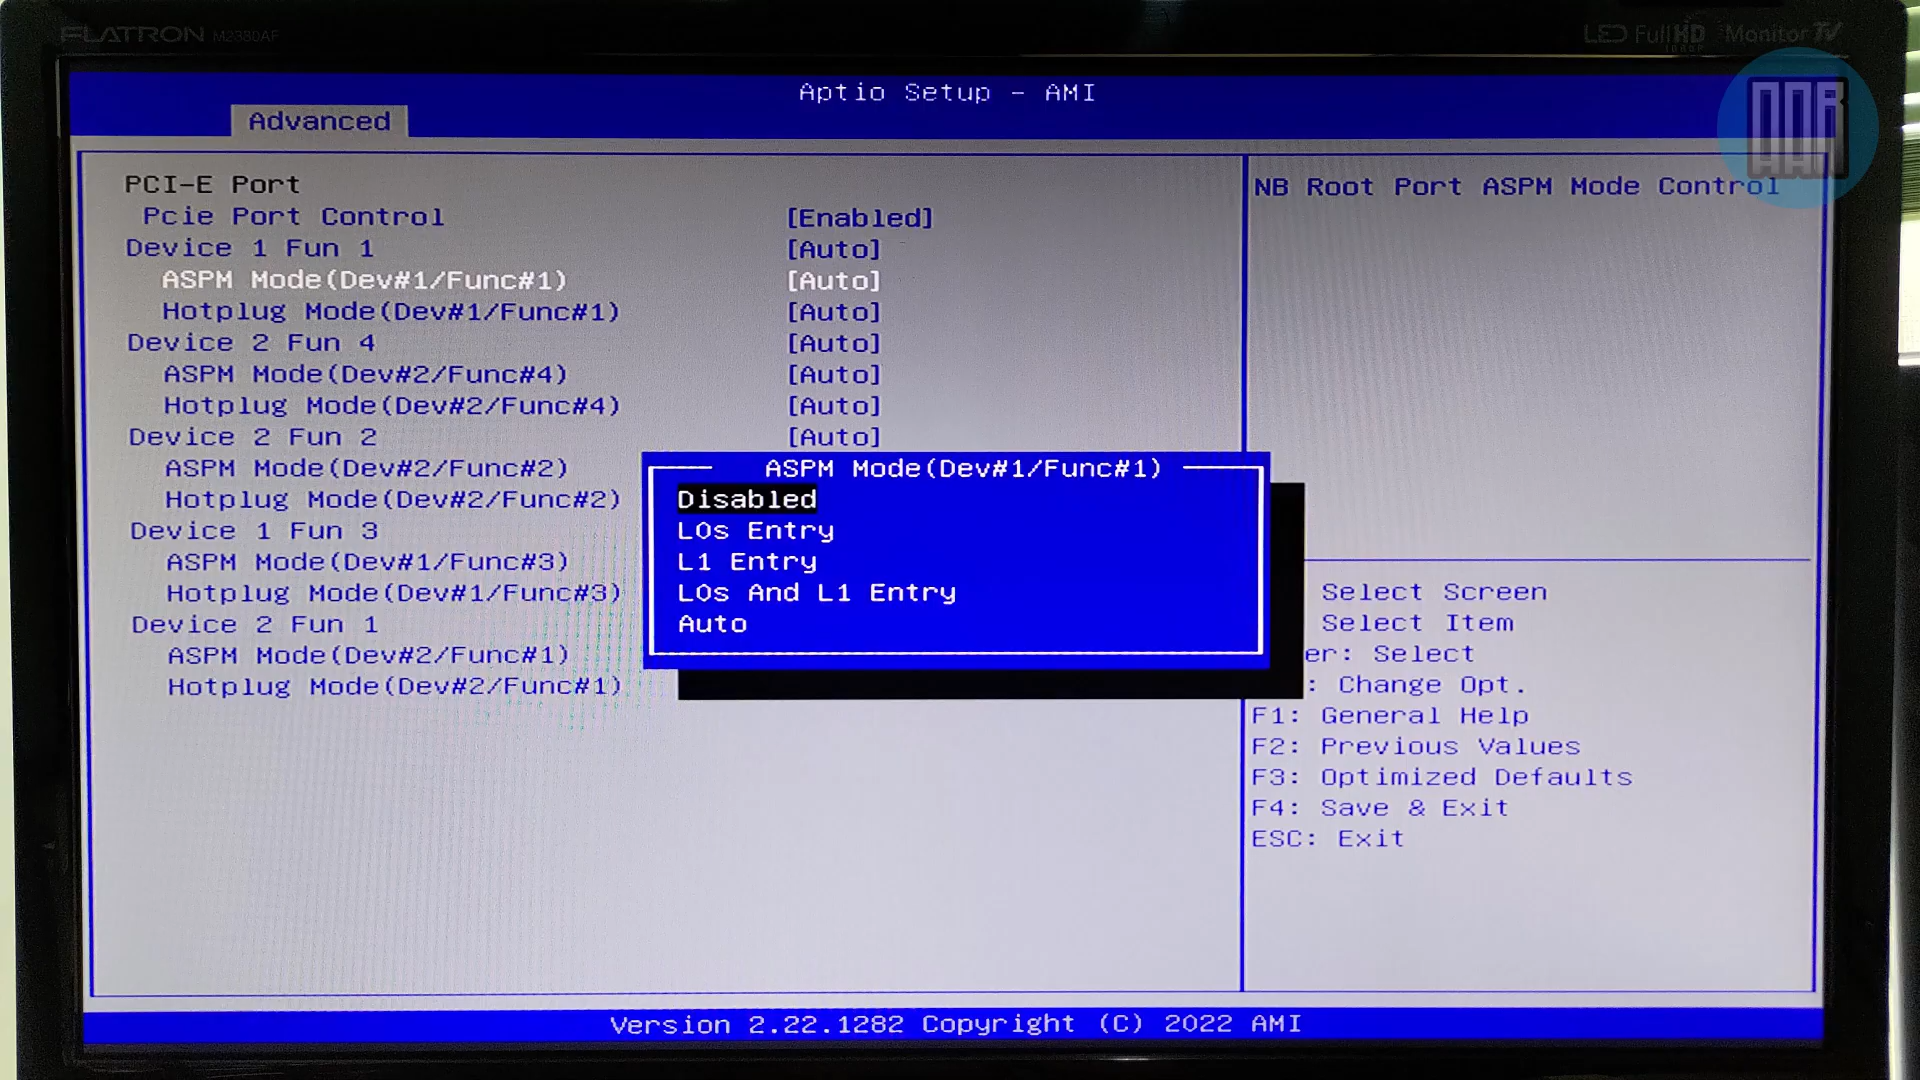 FLATRON M2380AF
LED Full HD 1080p Monitor TV
Aptio Setup - AMI
Advanced
PCI-E Port
Pcie Port Control [Enabled]
Device 1 Fun 1 [Auto]
ASPM Mode(Dev#1/Func#1) [Auto]
Hotplug Mode(Dev#1/Func#1) [Auto]
Device 2 Fun 4 [Auto]
ASPM Mode(Dev#2/Func#4) [Auto]
Hotplug Mode(Dev#2/Func#4) [Auto]
Device 2 Fun 2 [Auto]
ASPM Mode(Dev#2/Func#2)
Hotplug Mode(Dev#2/Func#2)
Device 1 Fun 3
ASPM Mode(Dev#1/Func#3)
Hotplug Mode(Dev#1/Func#3)
Device 2 Fun 1
ASPM Mode(Dev#2/Func#1)
Hotplug Mode(Dev#2/Func#1)
ASPM Mode(Dev#1/Func#1)
Disabled
L0s Entry
L1 Entry
L0s And L1 Entry
Auto
NB Root Port ASPM Mode Control
Select Screen
Select Item
er: Select
: Change Opt.
F1: General Help
F2: Previous Values
F3: Optimized Defaults
F4: Save & Exit
ESC: Exit
Version 2.22.1282 Copyright (C) 2022 AMI